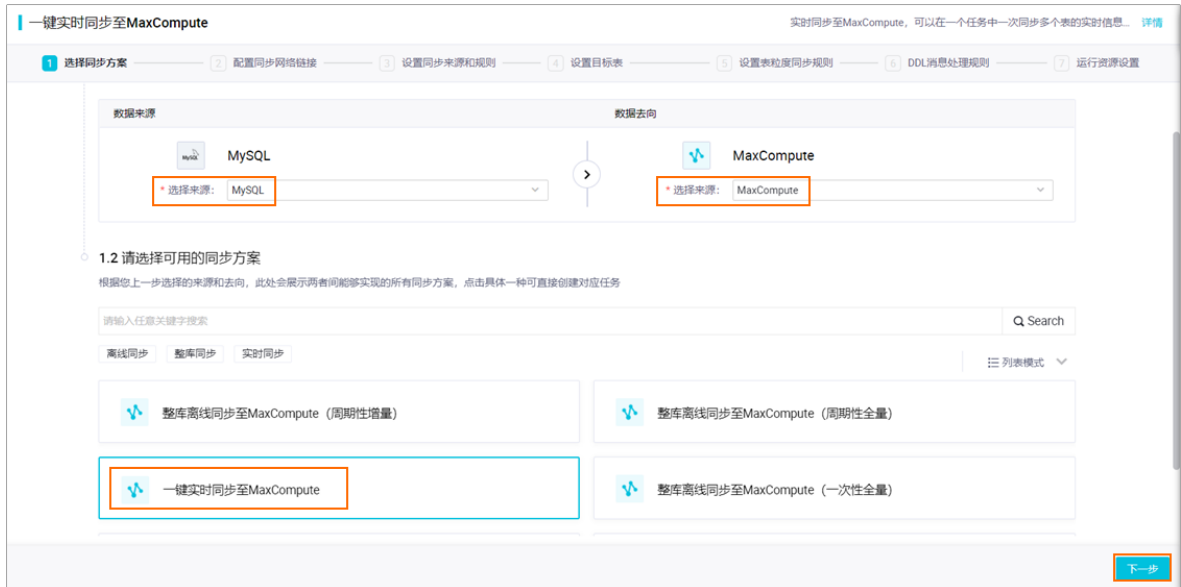 一键实时同步至MaxCompute
实时同步至MaxCompute，可以在一个任务中一次同步多个表的实时信息... 详情
1 选择同步方案 2 配置同步网络链接 3 设置同步来源和规则 4 设置目标表 5 设置表粒度同步规则 6 DDL消息处理规则 7 运行资源设置
数据来源 数据去向
MySQL MySQL MaxCompute
* 选择来源： MySQL * 选择来源： MaxCompute
1.2 请选择可用的同步方案
根据您上一步选择的来源和去向，此处会展示两者间能够实现的所有同步方案，点击具体一种可直接创建对应任务
请输入任意关键字搜索 Search
离线同步 整库同步 实时同步
列表模式
整库离线同步至MaxCompute（周期性增量） 整库离线同步至MaxCompute（周期性全量）
一键实时同步至MaxCompute 整库离线同步至MaxCompute（一次性全量）
下一步